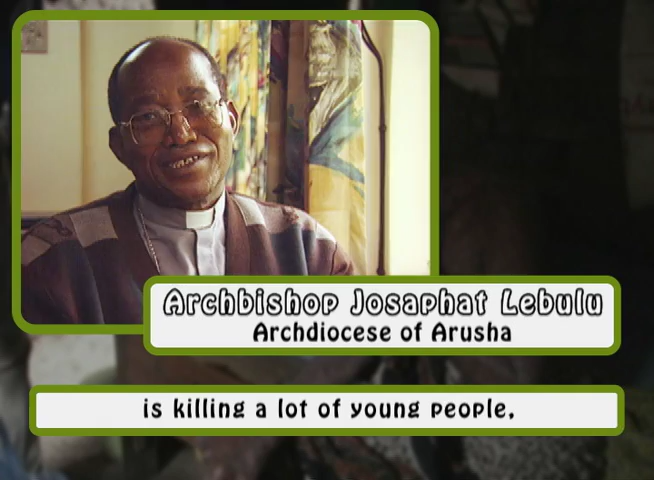 Archbishop Josaphat Lebulu
Archdiocese of Arusha
is killing a lot of young people,